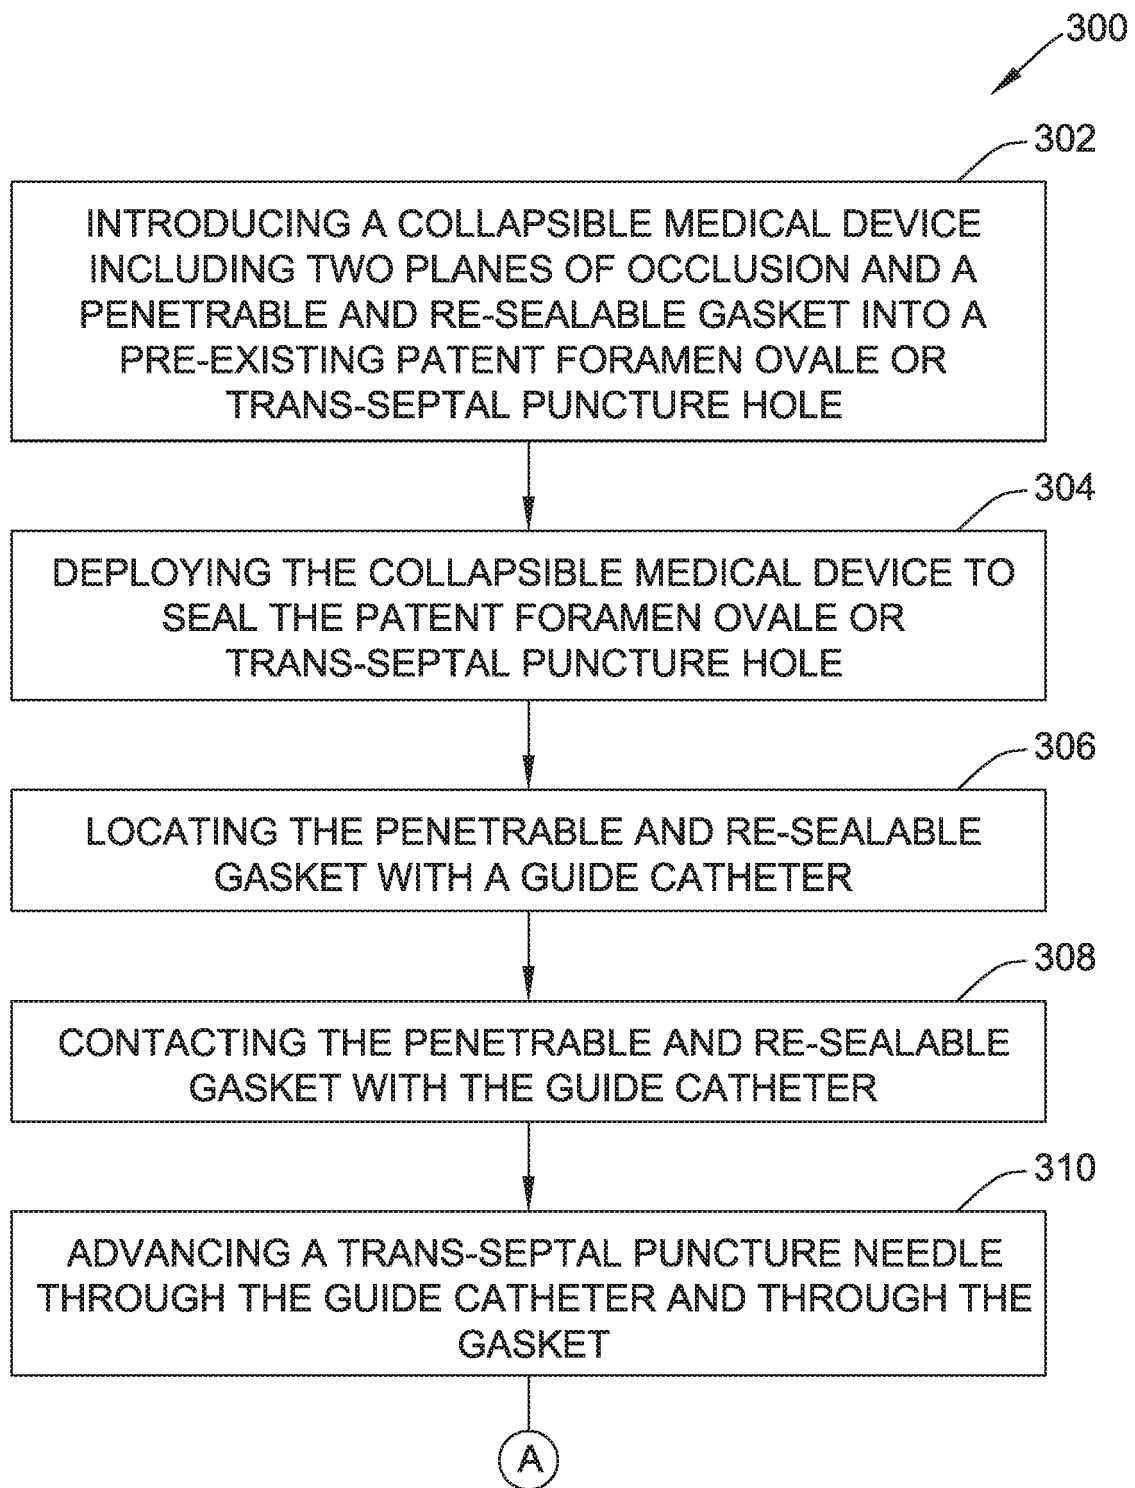 300
302
INTRODUCING A COLLAPSIBLE MEDICAL DEVICE
INCLUDING TWO PLANES OF OCCLUSION AND A
PENETRABLE AND RE-SEALABLE GASKET INTO A
PRE-EXISTING PATENT FORAMEN OVALE OR
TRANS-SEPTAL PUNCTURE HOLE
304
DEPLOYING THE COLLAPSIBLE MEDICAL DEVICE TO
SEAL THE PATENT FORAMEN OVALE OR
TRANS-SEPTAL PUNCTURE HOLE
306
LOCATING THE PENETRABLE AND RE-SEALABLE
GASKET WITH A GUIDE CATHETER
308
CONTACTING THE PENETRABLE AND RE-SEALABLE
GASKET WITH THE GUIDE CATHETER
310
ADVANCING A TRANS-SEPTAL PUNCTURE NEEDLE
THROUGH THE GUIDE CATHETER AND THROUGH THE
GASKET
A